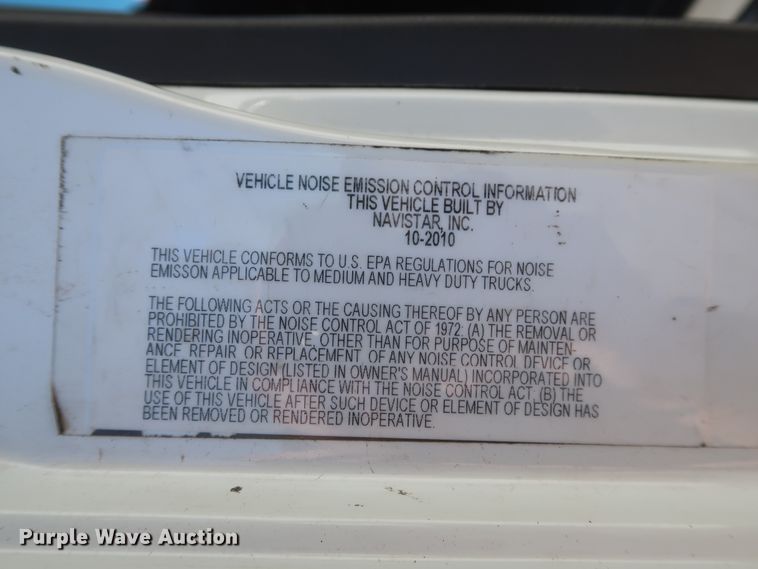 VEHICLE NOISE EMISSION CONTROL INFORMATION
THIS VEHICLE BUILT BY
NAVISTAR, INC.
10-2010
THIS VEHICLE CONFORMS TO U.S. EPA REGULATIONS FOR NOISE
EMISSON APPLICABLE TO MEDIUM AND HEAVY DUTY TRUCKS.
THE FOLLOWING ACTS OR THE CAUSING THEREOF BY ANY PERSON ARE
PROHIBITED BY THE NOISE CONTROL ACT OF 1972. (A) THE REMOVAL OR
RENDERING INOPERATIVE, OTHER THAN FOR PURPOSE OF MAINTEN-
ANCE, REPAIR, OR REPLACEMENT, OF ANY NOISE CONTROL DEVICE OR
ELEMENT OF DESIGN (LISTED IN OWNER'S MANUAL) INCORPORATED INTO
THIS VEHICLE IN COMPLIANCE WITH THE NOISE CONTROL ACT, (B) THE
USE OF THIS VEHICLE AFTER SUCH DEVICE OR ELEMENT OF DESIGN HAS
BEEN REMOVED OR RENDERED INOPERATIVE.
Purple Wave Auction